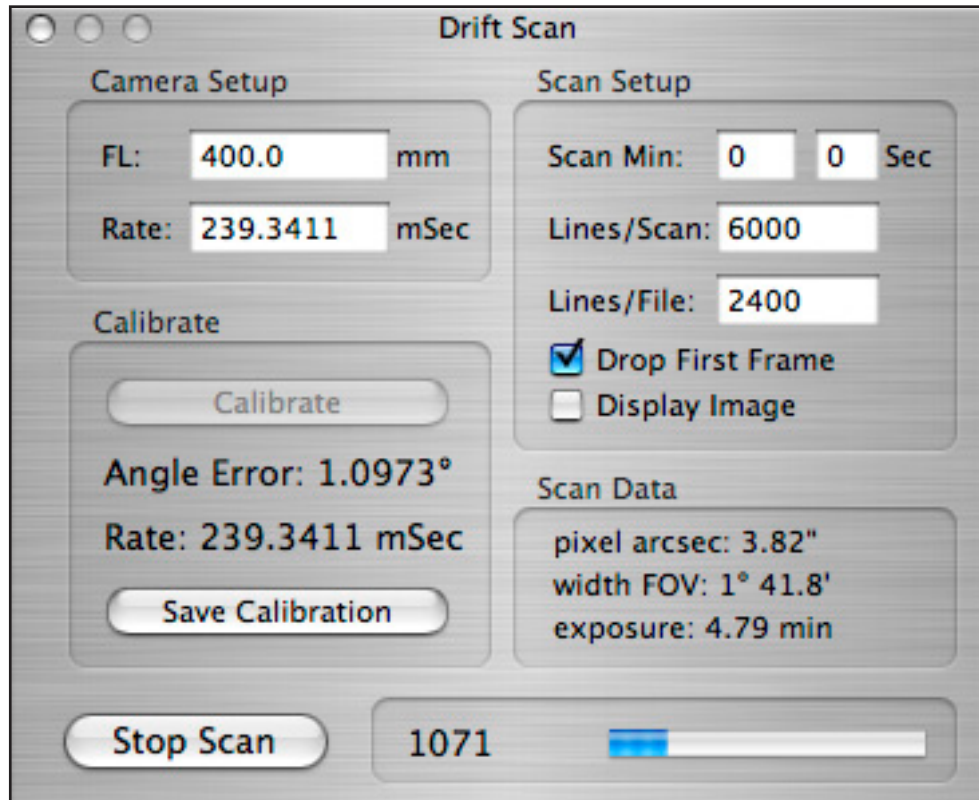 Drift Scan
Camera Setup
FL: 400.0 mm
Rate: 239.3411 mSec
Calibrate
Calibrate
Angle Error: 1.0973°
Rate: 239.3411 mSec
Save Calibration
Scan Setup
Scan Min: 0 0 Sec
Lines/Scan: 6000
Lines/File: 2400
Drop First Frame
Display Image
Scan Data
pixel arcsec: 3.82"
width FOV: 1° 41.8'
exposure: 4.79 min
Stop Scan
1071